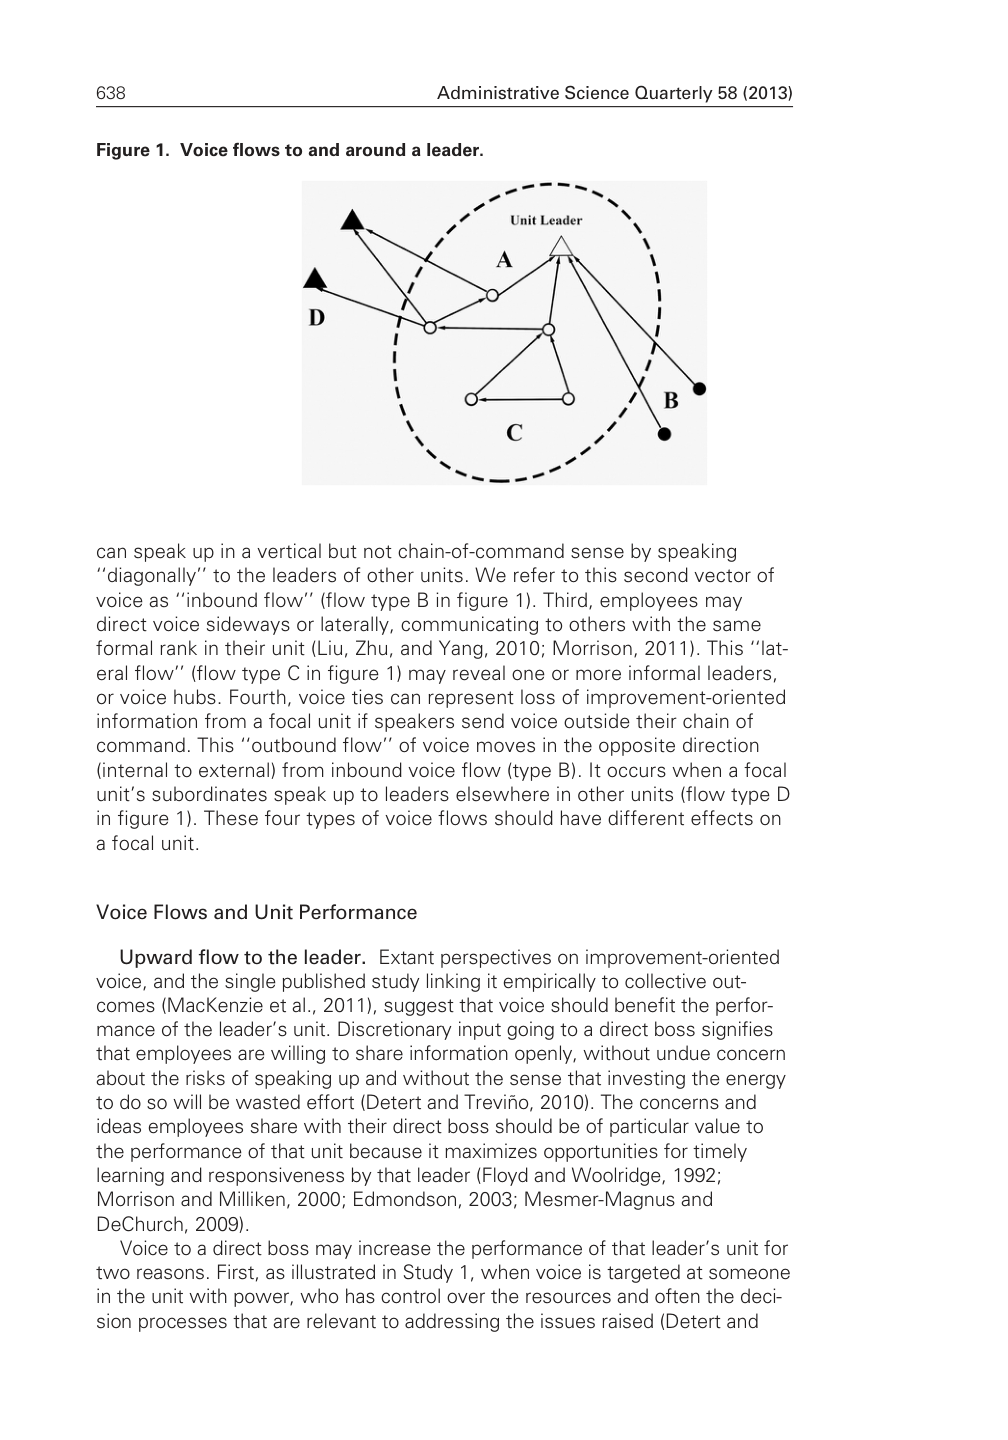 638
Administrative Science Quarterly 58 (2013)
Figure 1. Voice flows to and around a leader.
Unit Leader
A
D
B
C
can speak up in a vertical but not chain-of-command sense by speaking
‘‘diagonally’’ to the leaders of other units. We refer to this second vector of
voice as ‘‘inbound flow’’ (flow type B in figure 1). Third, employees may
direct voice sideways or laterally, communicating to others with the same
formal rank in their unit (Liu, Zhu, and Yang, 2010; Morrison, 2011). This ‘‘lat-
eral flow’’ (flow type C in figure 1) may reveal one or more informal leaders,
or voice hubs. Fourth, voice ties can represent loss of improvement-oriented
information from a focal unit if speakers send voice outside their chain of
command. This ‘‘outbound flow’’ of voice moves in the opposite direction
(internal to external) from inbound voice flow (type B). It occurs when a focal
unit’s subordinates speak up to leaders elsewhere in other units (flow type D
in figure 1). These four types of voice flows should have different effects on
a focal unit.
Voice Flows and Unit Performance
Upward flow to the leader. Extant perspectives on improvement-oriented
voice, and the single published study linking it empirically to collective out-
comes (MacKenzie et al., 2011), suggest that voice should benefit the perfor-
mance of the leader’s unit. Discretionary input going to a direct boss signifies
that employees are willing to share information openly, without undue concern
about the risks of speaking up and without the sense that investing the energy
to do so will be wasted effort (Detert and Treviño, 2010). The concerns and
ideas employees share with their direct boss should be of particular value to
the performance of that unit because it maximizes opportunities for timely
learning and responsiveness by that leader (Floyd and Woolridge, 1992;
Morrison and Milliken, 2000; Edmondson, 2003; Mesmer-Magnus and
DeChurch, 2009).
Voice to a direct boss may increase the performance of that leader’s unit for
two reasons. First, as illustrated in Study 1, when voice is targeted at someone
in the unit with power, who has control over the resources and often the deci-
sion processes that are relevant to addressing the issues raised (Detert and